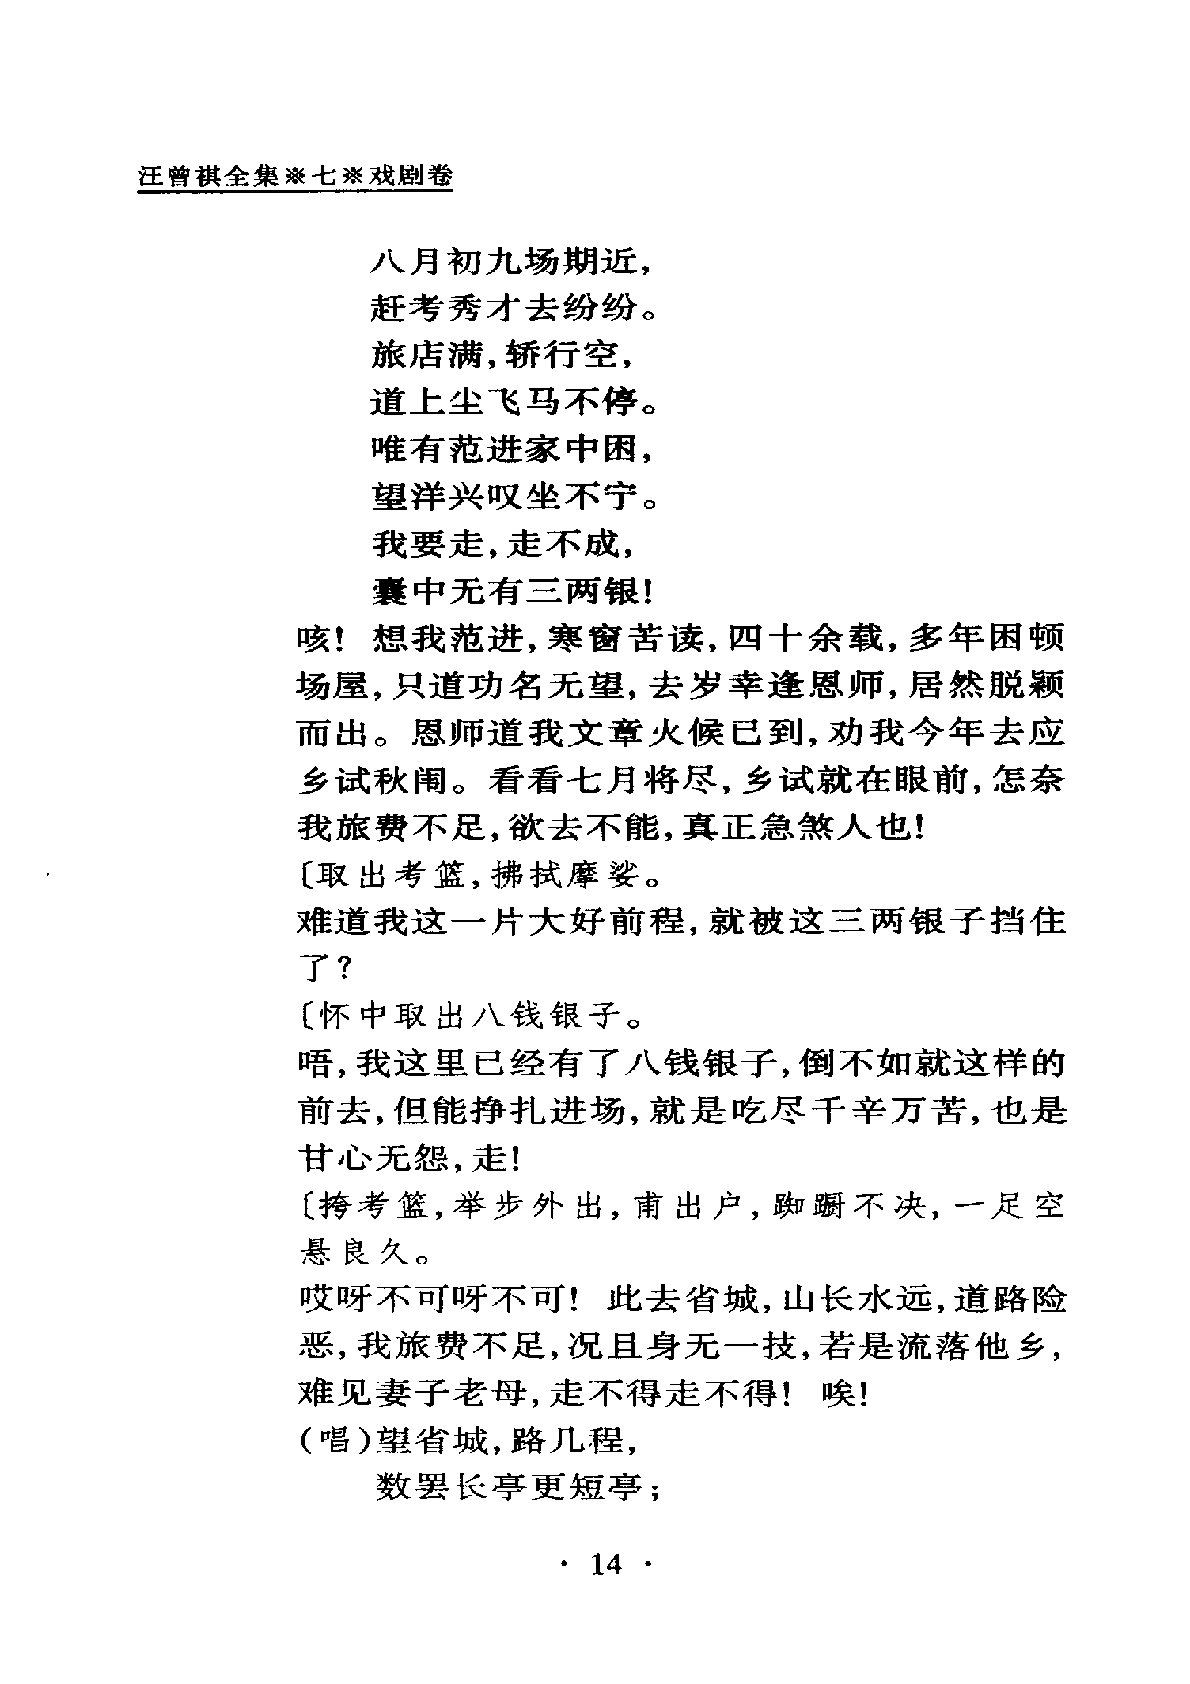 汪曾祺全集※七※戏剧卷
八月初九场期近,
赶考秀才去纷纷。
旅店满,轿行空,
道上尘飞马不停。
唯有范进家中困,
望洋兴叹坐不宁。
我要走,走不成,
囊中无有三两银!
咳! 想我范进,寒窗苦读,四十余载,多年困顿
场屋,只道功名无望,去岁幸逢恩师,居然脱颖
而出。恩师道我文章火候已到,劝我今年去应
乡试秋闱。看看七月将尽,乡试就在眼前,怎奈
我旅费不足,欲去不能,真正急煞人也!
〔取出考篮,拂拭摩娑。
难道我这一片大好前程,就被这三两银子挡住
了?
〔怀中取出八钱银子。
唔,我这里已经有了八钱银子,倒不如就这样的
前去,但能挣扎进场,就是吃尽千辛万苦,也是
甘心无怨,走!
〔挎考篮,举步外出,甫出户,踟蹰不决,一足空
悬良久。
哎呀不可呀不可! 此去省城,山长水远,道路险
恶,我旅费不足,况且身无一技,若是流落他乡,
难见妻子老母,走不得走不得! 唉!
(唱)望省城,路几程,
数罢长亭更短亭;
· 14 ·